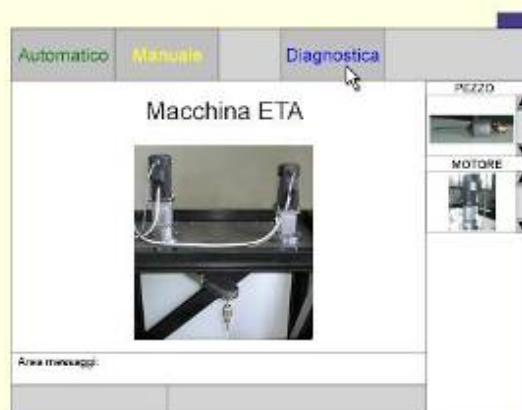 Automatico Manuale Diagnostica
PEZZO
Macchina ETA
MOTORE
Area messaggi: